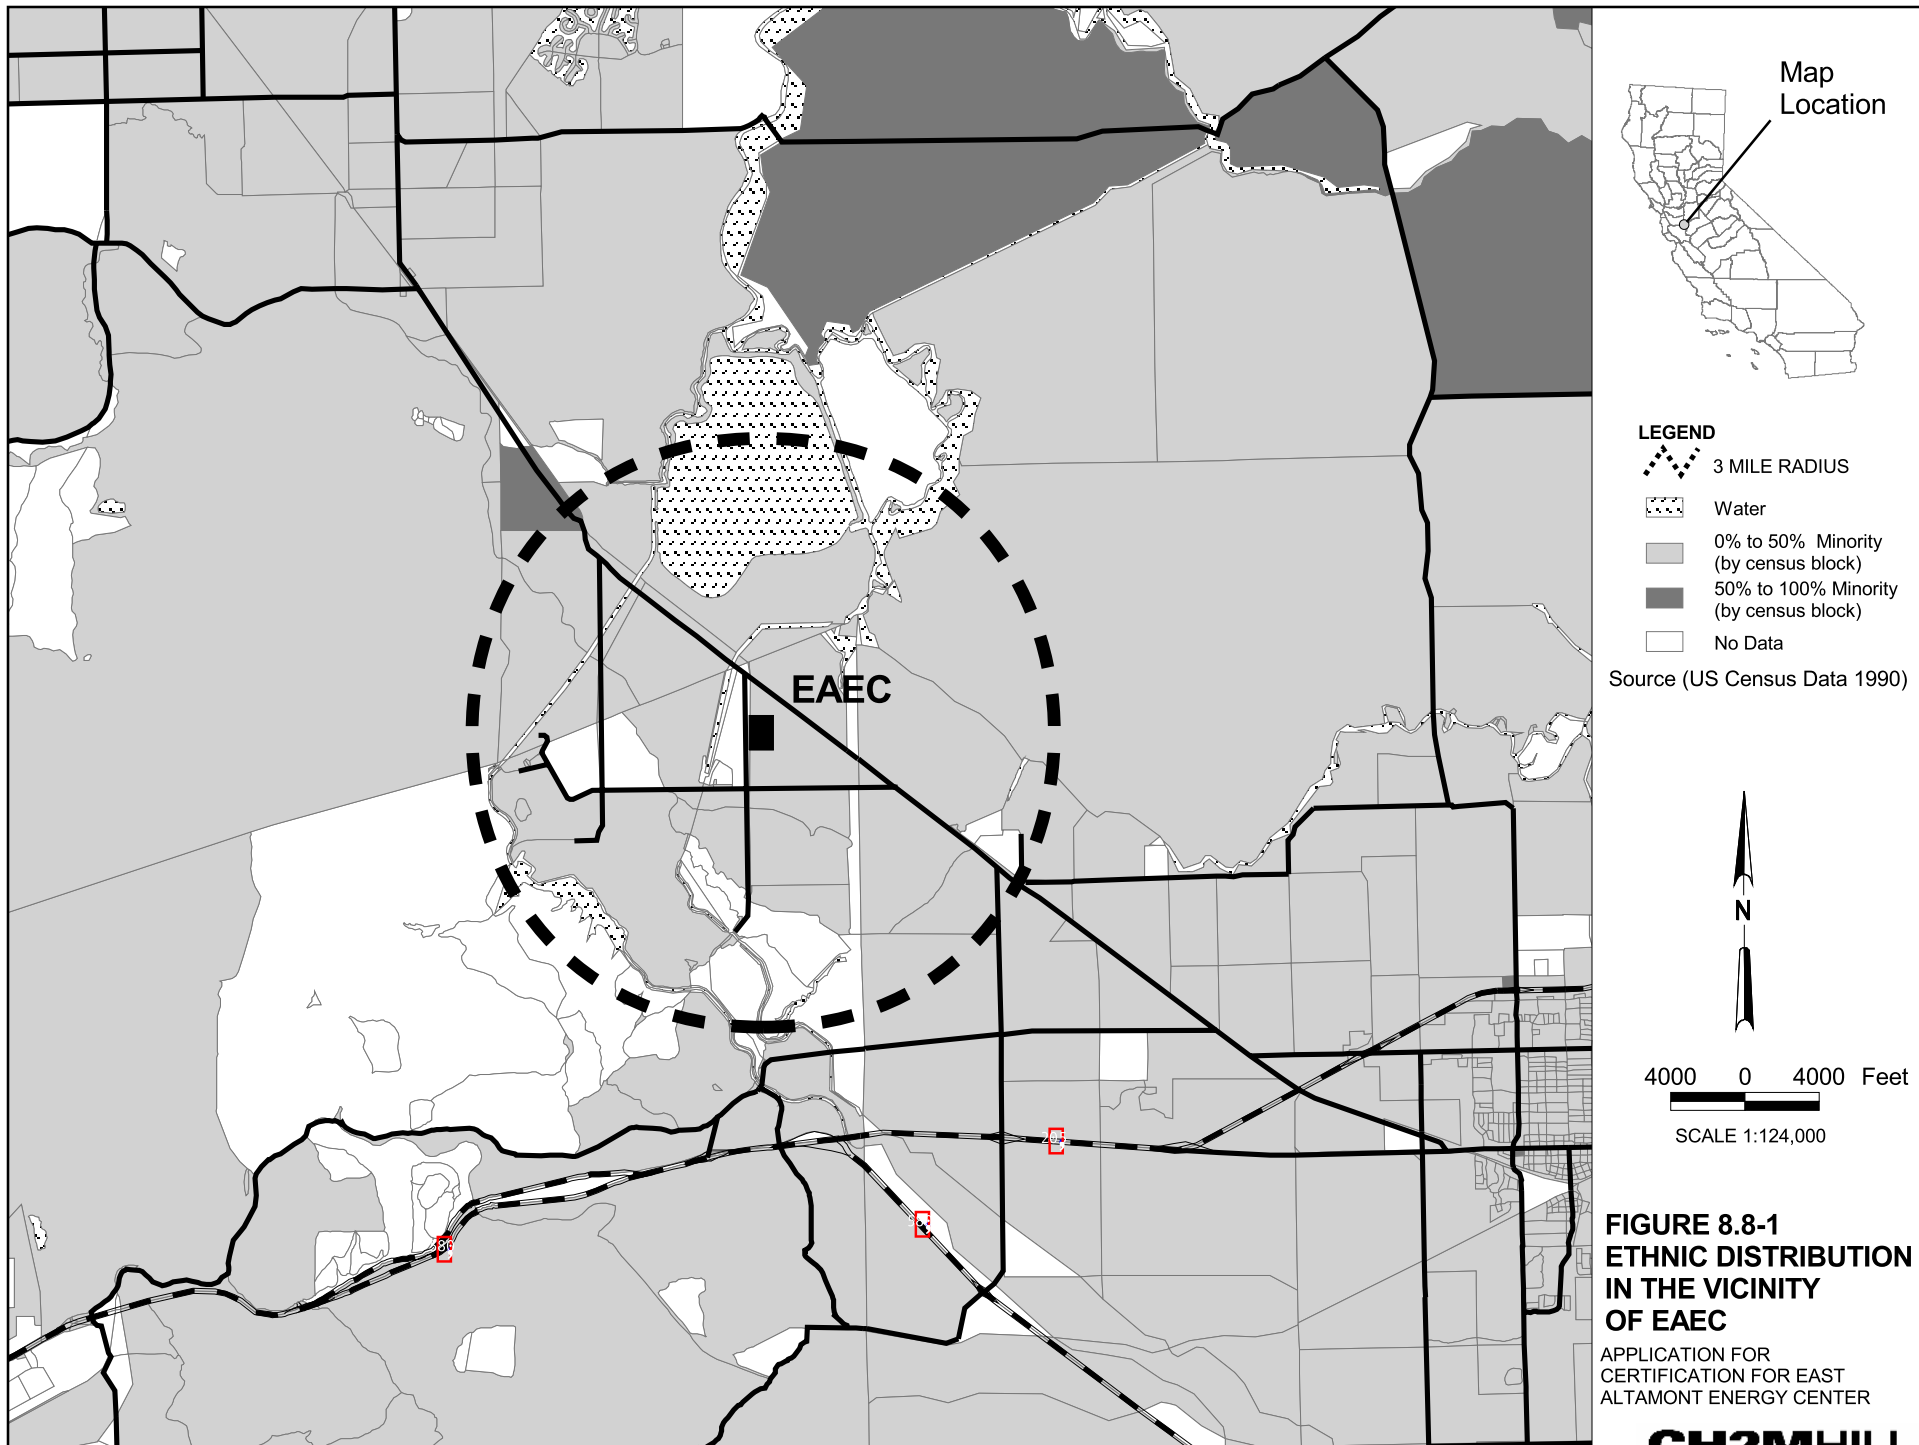 Map
Location
LEGEND
3 MILE RADIUS
Water
0% to 50% Minority
(by census block)
50% to 100% Minority
(by census block)
No Data
Source (US Census Data 1990)
EAEC
N
4000 0 4000 Feet
SCALE 1:124,000
FIGURE 8.8-1
ETHNIC DISTRIBUTION
IN THE VICINITY
OF EAEC
APPLICATION FOR
CERTIFICATION FOR EAST
ALTAMONT ENERGY CENTER
CH2MHILL